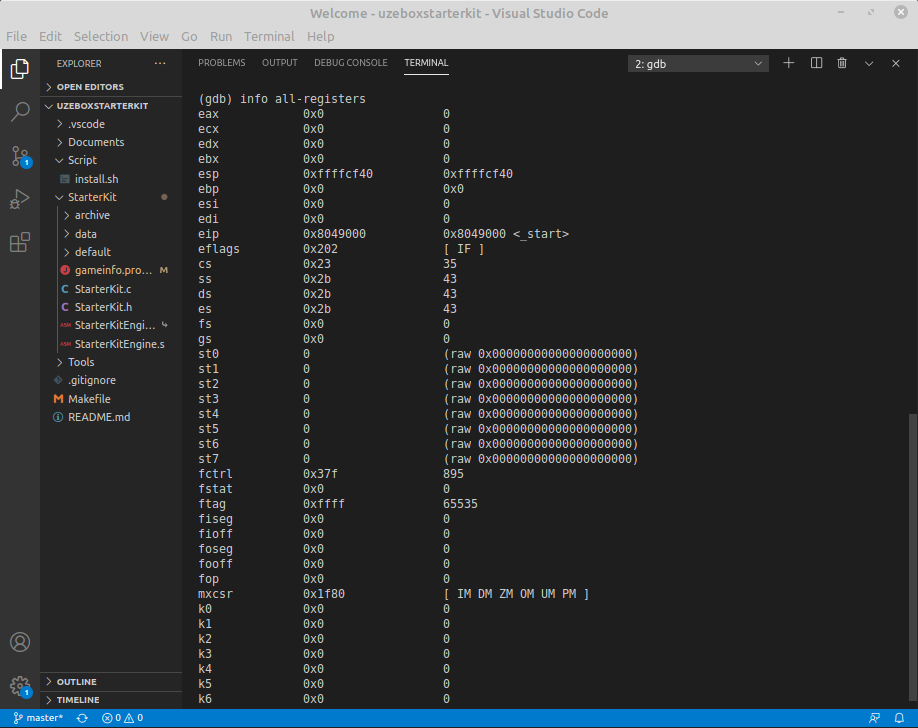 Welcome - uzeboxstarterkit - Visual Studio Code
File Edit Selection View Go Run Terminal Help
EXPLORER ···
OPEN EDITORS
UZEBOXSTARTERKIT
.vscode
Documents
Script
install.sh
StarterKit
archive
data
default
gameinfo.pro... M
StarterKit.c
StarterKit.h
StarterKitEngi...
StarterKitEngine.s
Tools
.gitignore
Makefile
README.md
OUTLINE
TIMELINE
PROBLEMS OUTPUT DEBUG CONSOLE TERMINAL 2: gdb
(gdb) info all-registers
eax 0x0 0
ecx 0x0 0
edx 0x0 0
ebx 0x0 0
esp 0xffffcf40 0xffffcf40
ebp 0x0 0x0
esi 0x0 0
edi 0x0 0
eip 0x8049000 0x8049000 <_start>
eflags 0x202 [ IF ]
cs 0x23 35
ss 0x2b 43
ds 0x2b 43
es 0x2b 43
fs 0x0 0
gs 0x0 0
st0 0 (raw 0x00000000000000000000)
st1 0 (raw 0x00000000000000000000)
st2 0 (raw 0x00000000000000000000)
st3 0 (raw 0x00000000000000000000)
st4 0 (raw 0x00000000000000000000)
st5 0 (raw 0x00000000000000000000)
st6 0 (raw 0x00000000000000000000)
st7 0 (raw 0x00000000000000000000)
fctrl 0x37f 895
fstat 0x0 0
ftag 0xffff 65535
fiseg 0x0 0
fioff 0x0 0
foseg 0x0 0
fooff 0x0 0
fop 0x0 0
mxcsr 0x1f80 [ IM DM ZM OM UM PM ]
k0 0x0 0
k1 0x0 0
k2 0x0 0
k3 0x0 0
k4 0x0 0
k5 0x0 0
k6 0x0 0
1
1
master* 0 0